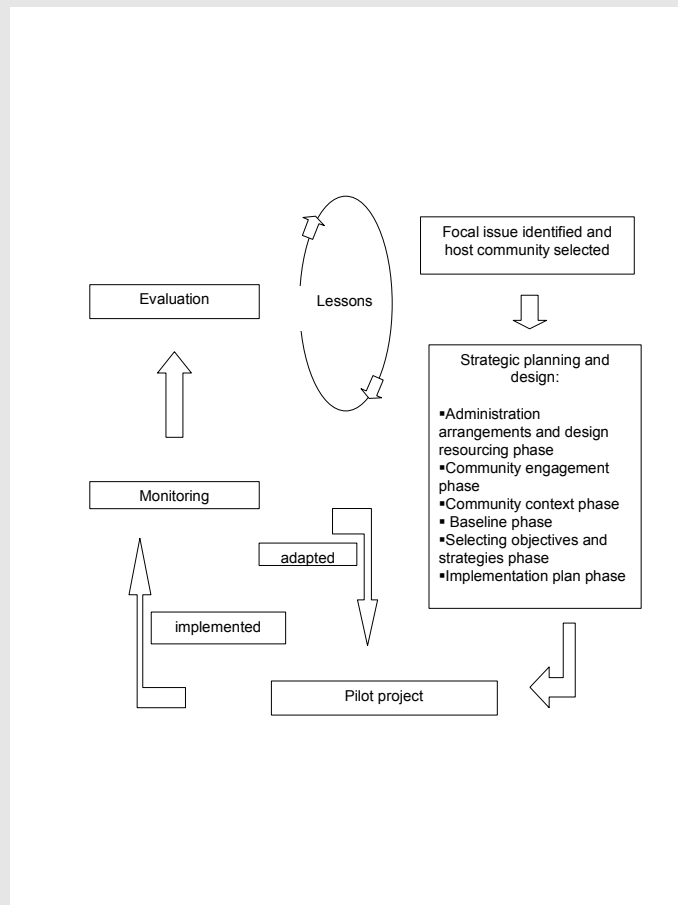 Focal issue identified and
host community selected
Evaluation
Lessons
Strategic planning and
design:
▪Administration
arrangements and design
resourcing phase
▪Community engagement
phase
▪Community context phase
▪ Baseline phase
▪Selecting objectives and
strategies phase
▪Implementation plan phase
Monitoring
adapted
implemented
Pilot project